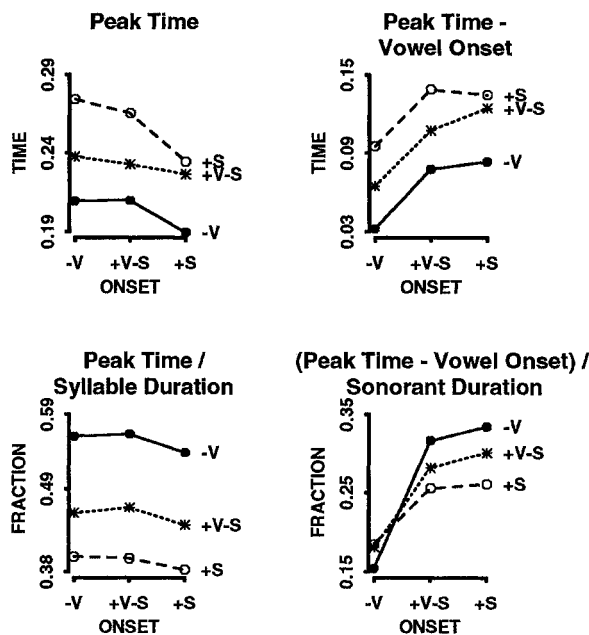 Peak Time
0.29
0.24
0.19
TIME
+S
+V-S
-V
-V +V-S +S
ONSET
Peak Time -
Vowel Onset
0.15
0.09
0.03
TIME
+S
+V-S
-V
-V +V-S +S
ONSET
Peak Time /
Syllable Duration
0.59
0.49
0.38
FRACTION
-V
+V-S
+S
-V +V-S +S
ONSET
(Peak Time - Vowel Onset) /
Sonorant Duration
0.35
0.25
0.15
FRACTION
-V
+V-S
+S
-V +V-S +S
ONSET